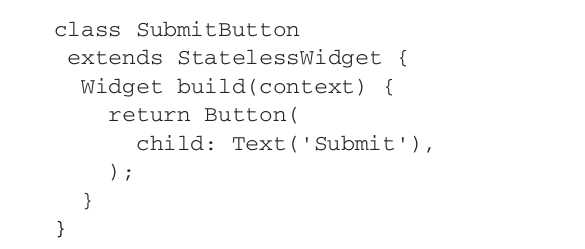 class SubmitButton
 extends StatelessWidget {
  Widget build(context) {
    return Button(
      child: Text('Submit'),
    );
  }
}